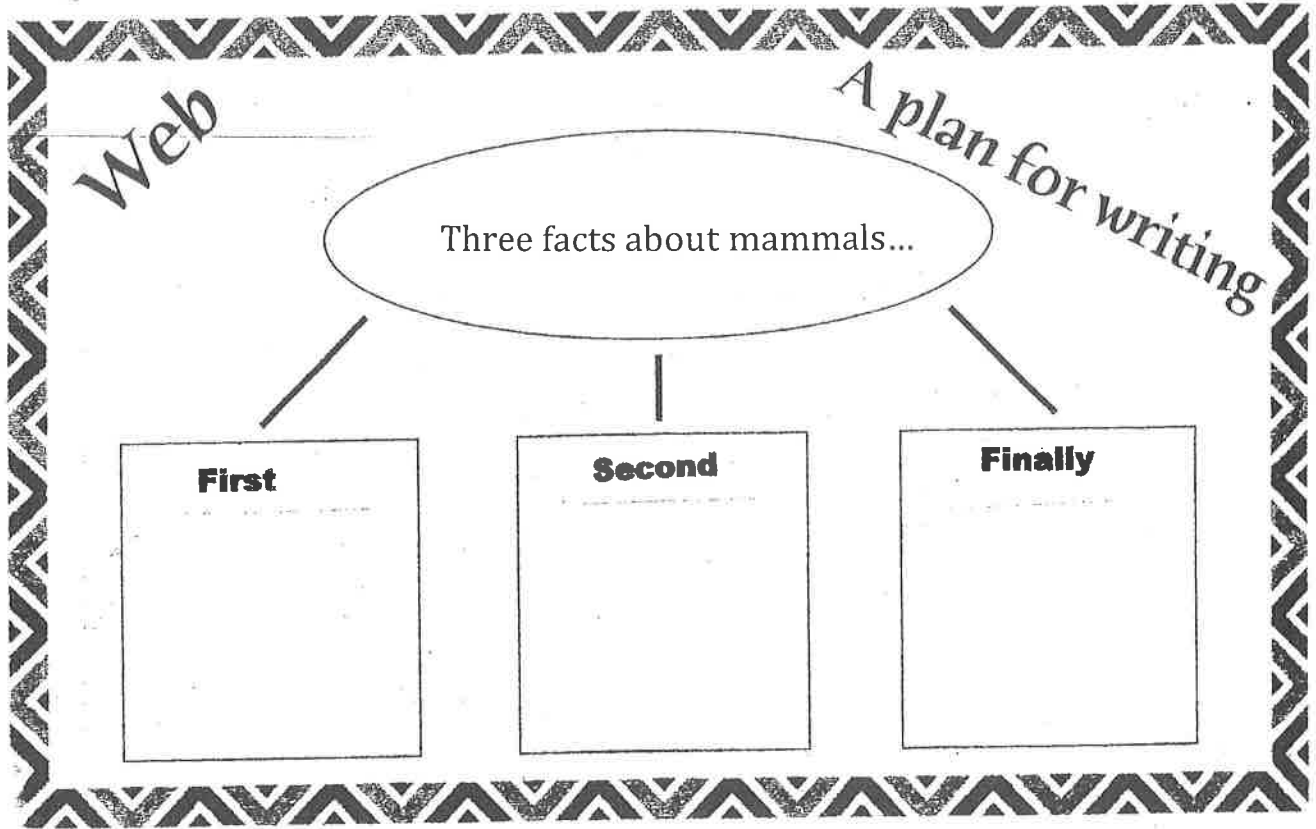 Web
A plan for writing
Three facts about mammals...
First
Second
Finally